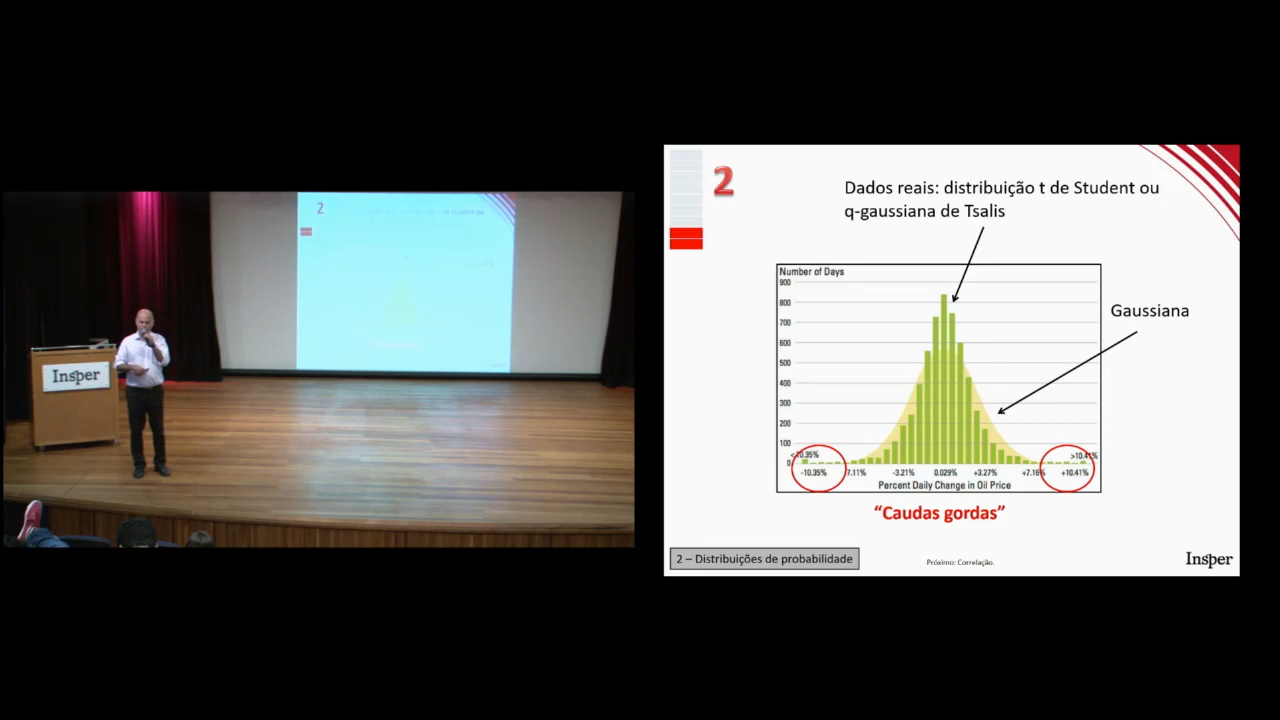 Insper
2
2
Dados reais: distribuição t de Student ou
q-gaussiana de Tsalis
Number of Days
900
800
700
600
500
400
300
200
100
0
Gaussiana
<10.35%
>10.41%
-10.35%
7.11%
-3.21%
0.029%
+3.27%
+7.16%
+10.41%
Percent Daily Change in Oil Price
“Caudas gordas”
2 – Distribuições de probabilidade
Próximo: Correlação.
Insper